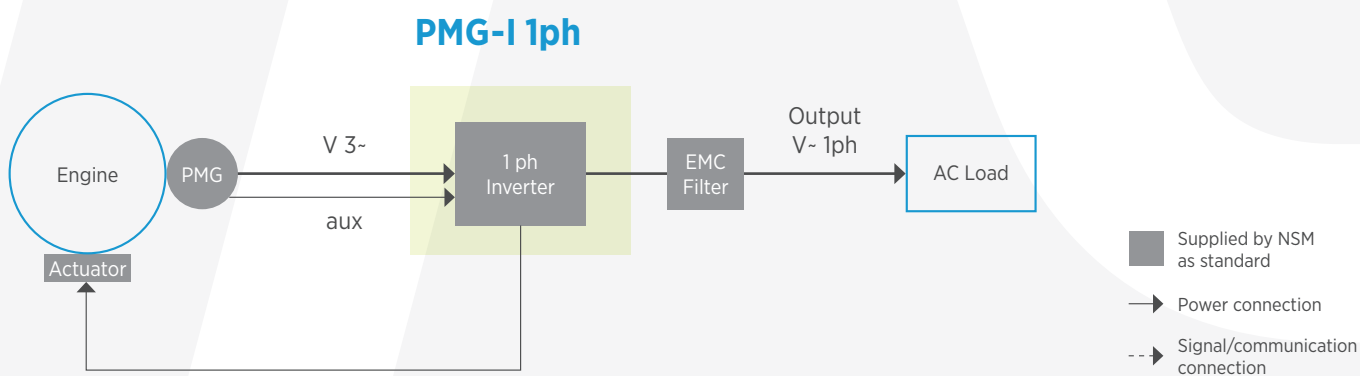 PMG-I 1ph
Engine
PMG
V 3~
aux
1 ph
Inverter
EMC
Filter
Output
V~ 1ph
AC Load
Actuator
Supplied by NSM
as standard
Power connection
Signal/communication
connection